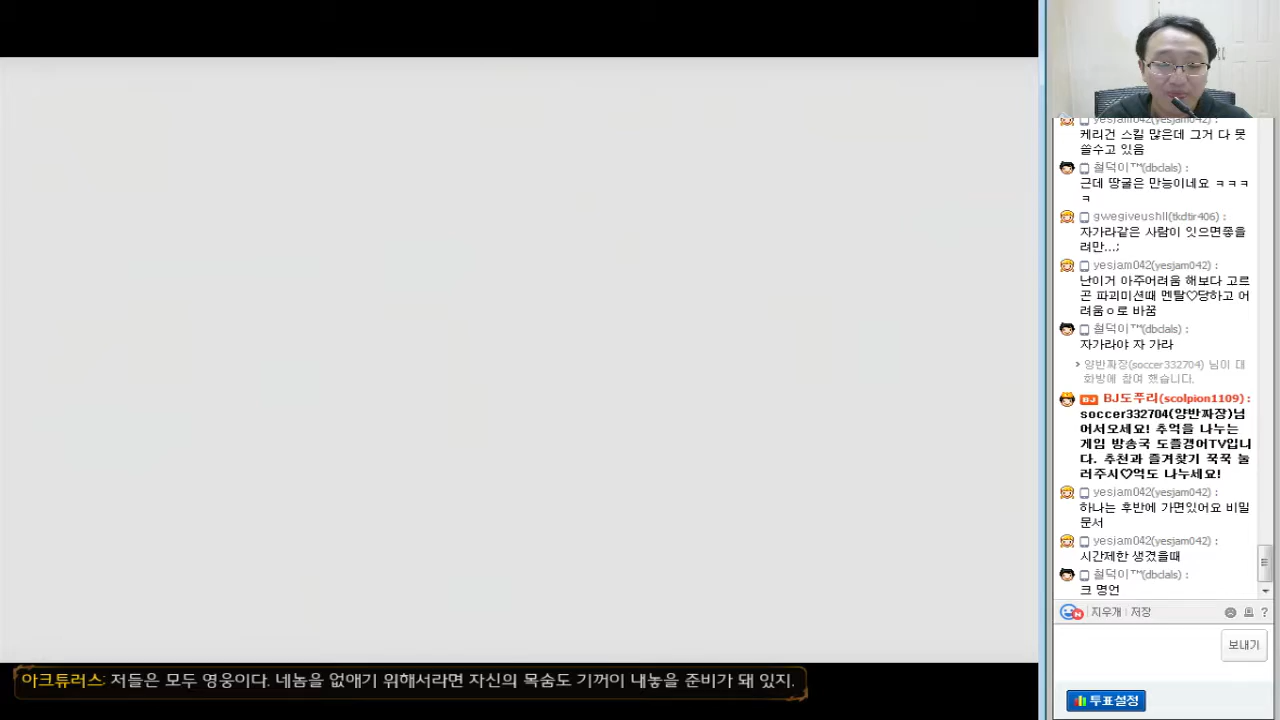 yesjam042(yesjam042) :
케리건 스킬 많은데 그거 다 못
쓸수고 있음
철덕이™(dbclals) :
근데 땅굴은 만능이네요 ㅋㅋㅋ
ㅋ
gwegiveushll(tkdtir406) :
자가라같은 사람이 잇으면좋을
려만...;
yesjam042(yesjam042) :
난이거 아주어려움 해보다 고르
곤 파괴미션때 멘탈♡당하고 어
려움ㅇ로 바꿈
철덕이™(dbclals) :
자가라야 자 가라
양반짜장(soccer332704) 님이 대
화방에 참여 했습니다.
BJ BJ도푸리(scolpion1109) :
soccer332704(양반짜장)님
어서오세요! 추억을 나누는
게임 방송국 도플갱어TV입니
다. 추천과 즐겨찾기 꾹꾹 눌
러주시♡억도 나누세요!
yesjam042(yesjam042) :
하나는 후반에 가면있어요 비밀
문서
yesjam042(yesjam042) :
시간제한 생겼을때
철덕이™(dbclals) :
크 명언
지우개 저장 ?
보내기
투표설정
아크튜러스: 저들은 모두 영웅이다. 네놈을 없애기 위해서라면 자신의 목숨도 기꺼이 내놓을 준비가 돼 있지.